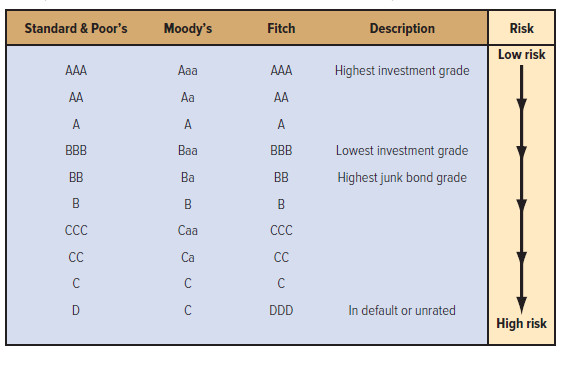 Standard & Poor's Moody's Fitch Description Risk
Low risk
AAA Aaa AAA Highest investment grade
AA Aa AA
A A A
BBB Baa BBB Lowest investment grade
BB Ba BB Highest junk bond grade
B B B
CCC Caa CCC
CC Ca CC
C C C
D C DDD In default or unrated
High risk